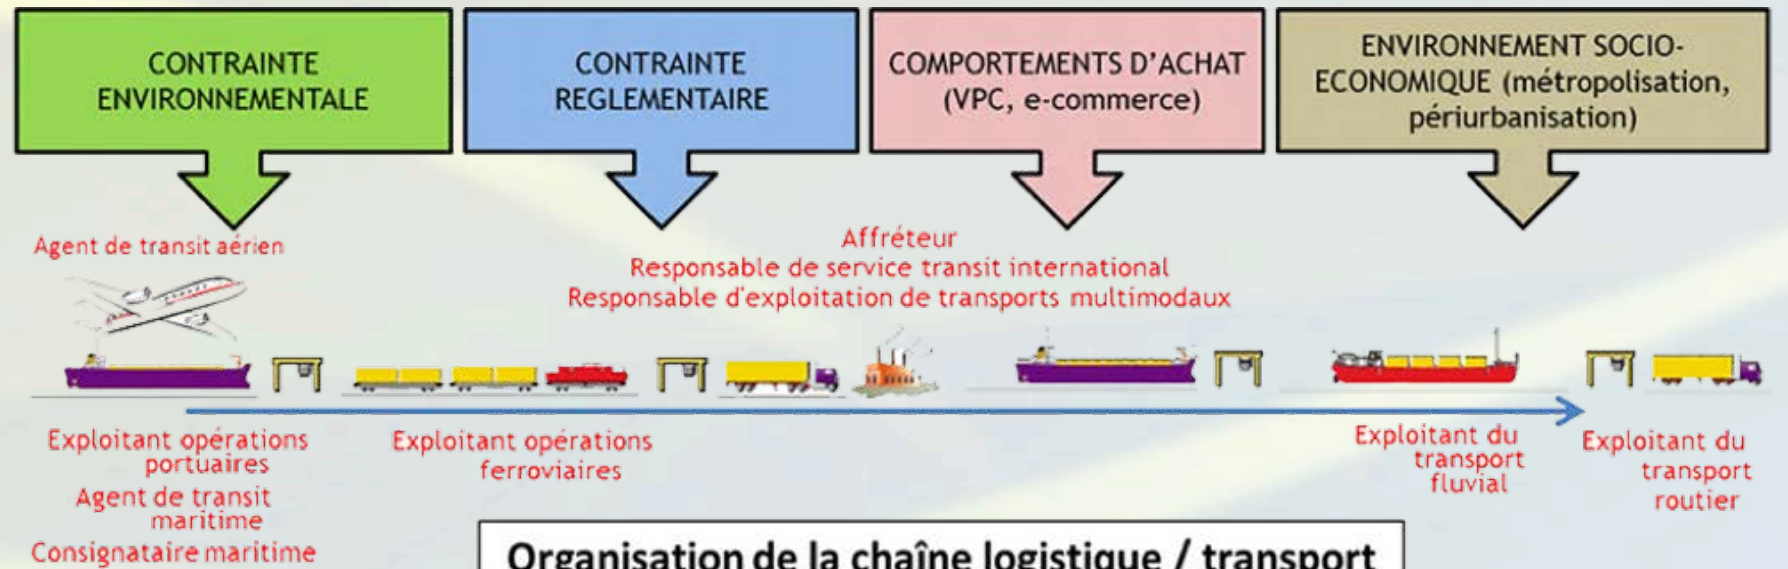 CONTRAINTE
ENVIRONNEMENTALE
CONTRAINTE
REGLEMENTAIRE
COMPORTEMENTS D'ACHAT
(VPC, e-commerce)
ENVIRONNEMENT SOCIO-
ECONOMIQUE (métropolisation,
périurbanisation)
Agent de transit aérien
Affréteur
Responsable de service transit international
Responsable d'exploitation de transports multimodaux
Exploitant opérations
portuaires
Agent de transit
maritime
Consignataire maritime
Exploitant opérations
ferroviaires
Exploitant du
transport
fluvial
Exploitant du
transport
routier
Organisation de la chaîne logistique / transport